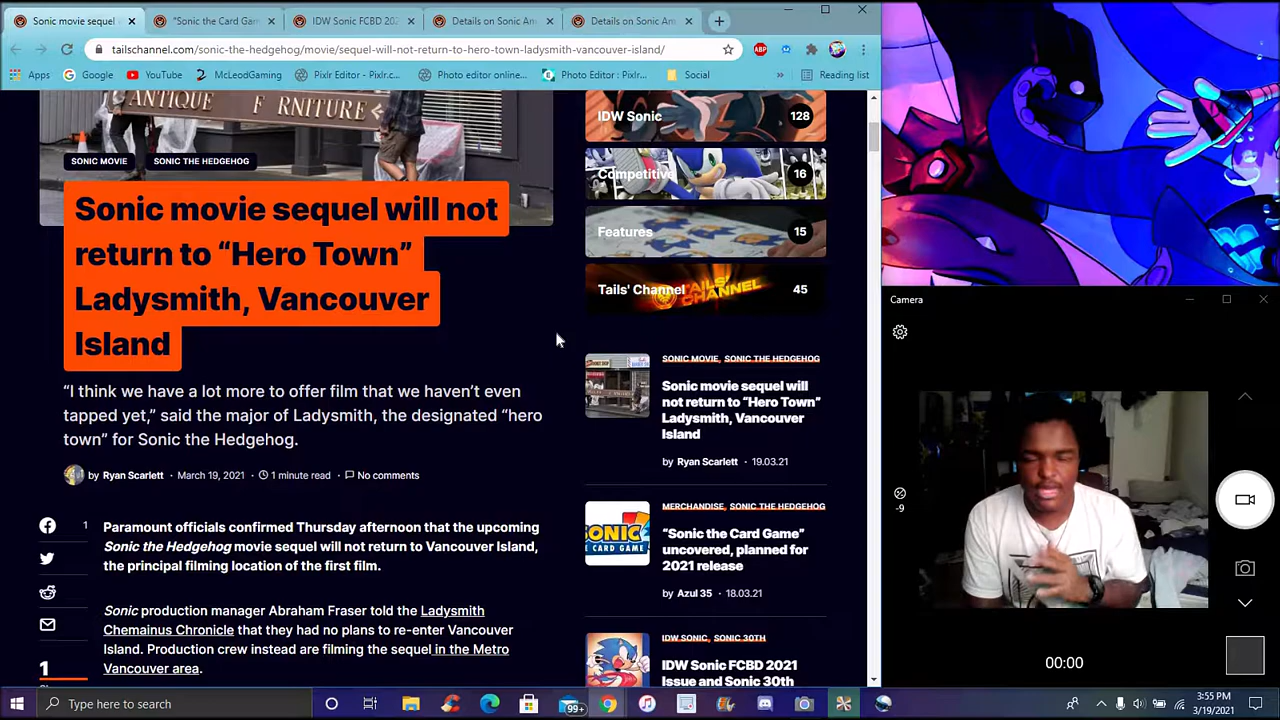 Sonic movie sequel
"Sonic the Card Gam
IDW Sonic FCBD 202
Details on Sonic An
Details on Sonic An
tailschannel.com/sonic-the-hedgehog/movie/sequel-will-not-return-to-hero-town-ladysmith-vancouver-island/
ABP
Apps
Google
YouTube
McLeodGaming
Pixlr Editor - Pixlr.c...
Photo editor online...
Photo Editor : Pixlr...
Social
Reading list
ANTIQUE F RNITURE
SONIC MOVIE
SONIC THE HEDGEHOG
Sonic movie sequel will not
return to “Hero Town”
Ladysmith, Vancouver
Island
“I think we have a lot more to offer film that we haven’t even
tapped yet,” said the major of Ladysmith, the designated “hero
town” for Sonic the Hedgehog.
by Ryan Scarlett · March 19, 2021 · 1 minute read · No comments
1
Paramount officials confirmed Thursday afternoon that the upcoming
Sonic the Hedgehog movie sequel will not return to Vancouver Island,
the principal filming location of the first film.
Sonic production manager Abraham Fraser told the Ladysmith
Chemainus Chronicle that they had no plans to re-enter Vancouver
Island. Production crew instead are filming the sequel in the Metro
Vancouver area.
1
IDW Sonic 128
Competitive 16
Features 15
Tails' Channel 45
TAILS' CHANNEL
SONIC MOVIE, SONIC THE HEDGEHOG
Sonic movie sequel will
not return to “Hero Town”
Ladysmith, Vancouver
Island
by Ryan Scarlett · 19.03.21
SONIC
CARD GAME
MERCHANDISE, SONIC THE HEDGEHOG
“Sonic the Card Game”
uncovered, planned for
2021 release
by Azul 35 · 18.03.21
IDW SONIC, SONIC 30TH
IDW Sonic FCBD 2021
Issue and Sonic 30th
Camera
-9
00:00
Type here to search
99+
3:55 PM
3/19/2021